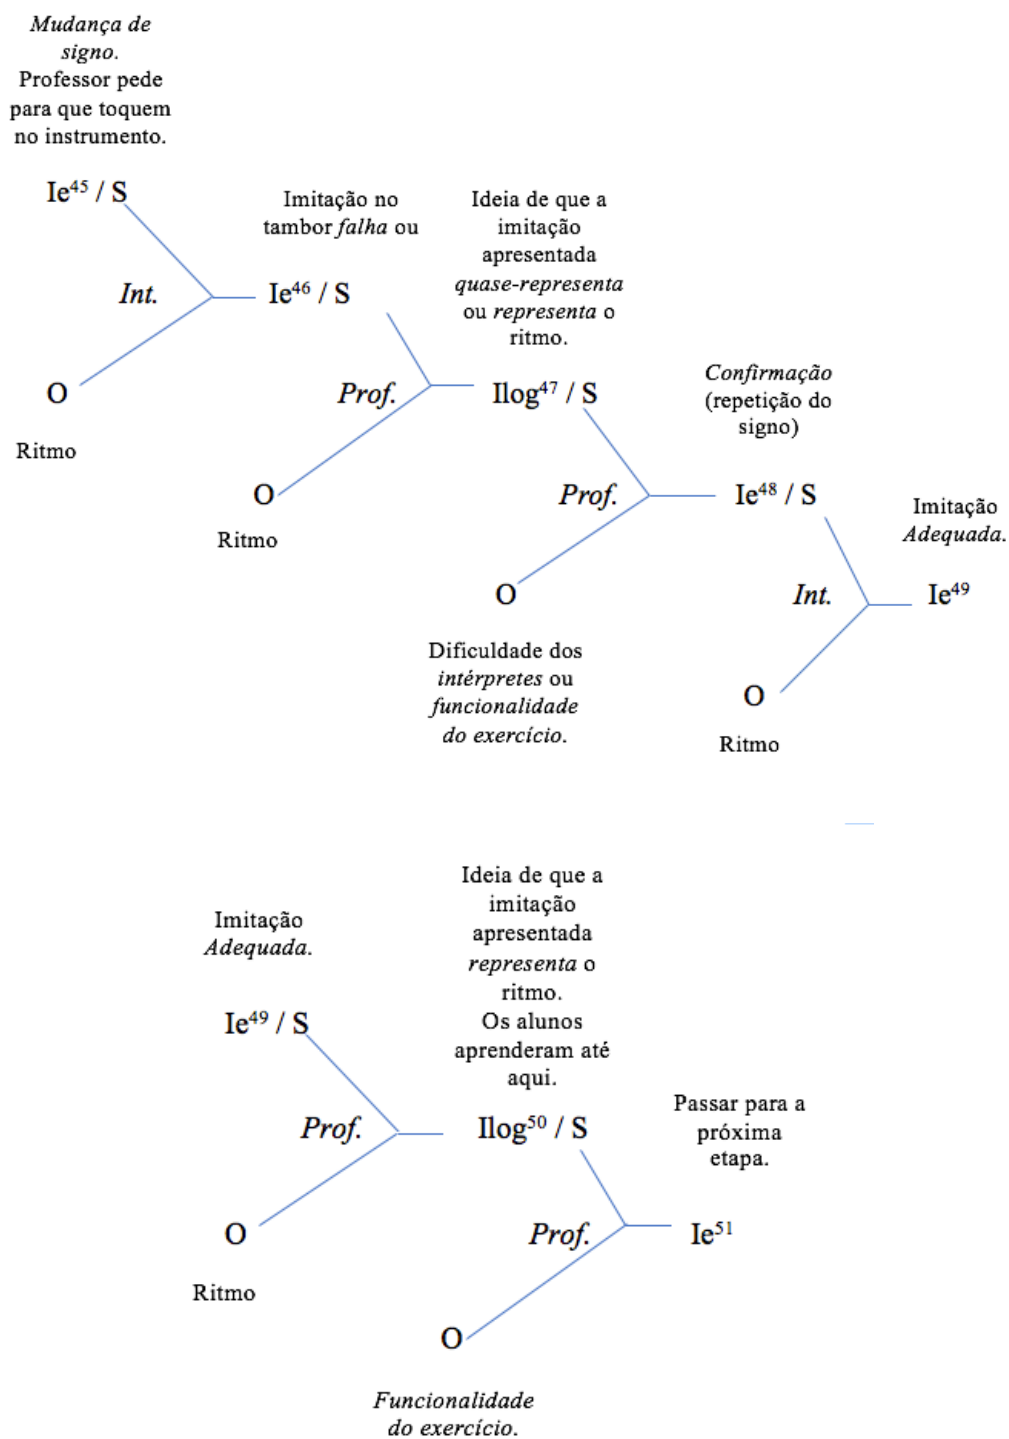 Mudança de
signo.
Professor pede
para que toquem
no instrumento.
Ie⁴⁵ / S
Imitação no
tambor falha ou
Ideia de que a
imitação
apresentada
quase-representa
ou representa o
ritmo.
Int.
Ie⁴⁶ / S
O
Ritmo
Prof.
Ilog⁴⁷ / S
Confirmação
(repetição do
signo)
O
Ritmo
Prof.
Ie⁴⁸ / S
Imitação
Adequada.
O
Dificuldade dos
intérpretes ou
funcionalidade
do exercício.
Int.
Ie⁴⁹
O
Ritmo
Imitação
Adequada.
Ideia de que a
imitação
apresentada
representa o
ritmo.
Os alunos
aprenderam até
aqui.
Ie⁴⁹ / S
Prof.
Ilog⁵⁰ / S
Passar para a
próxima
etapa.
O
Ritmo
Prof.
Ie⁵¹
O
Funcionalidade
do exercício.